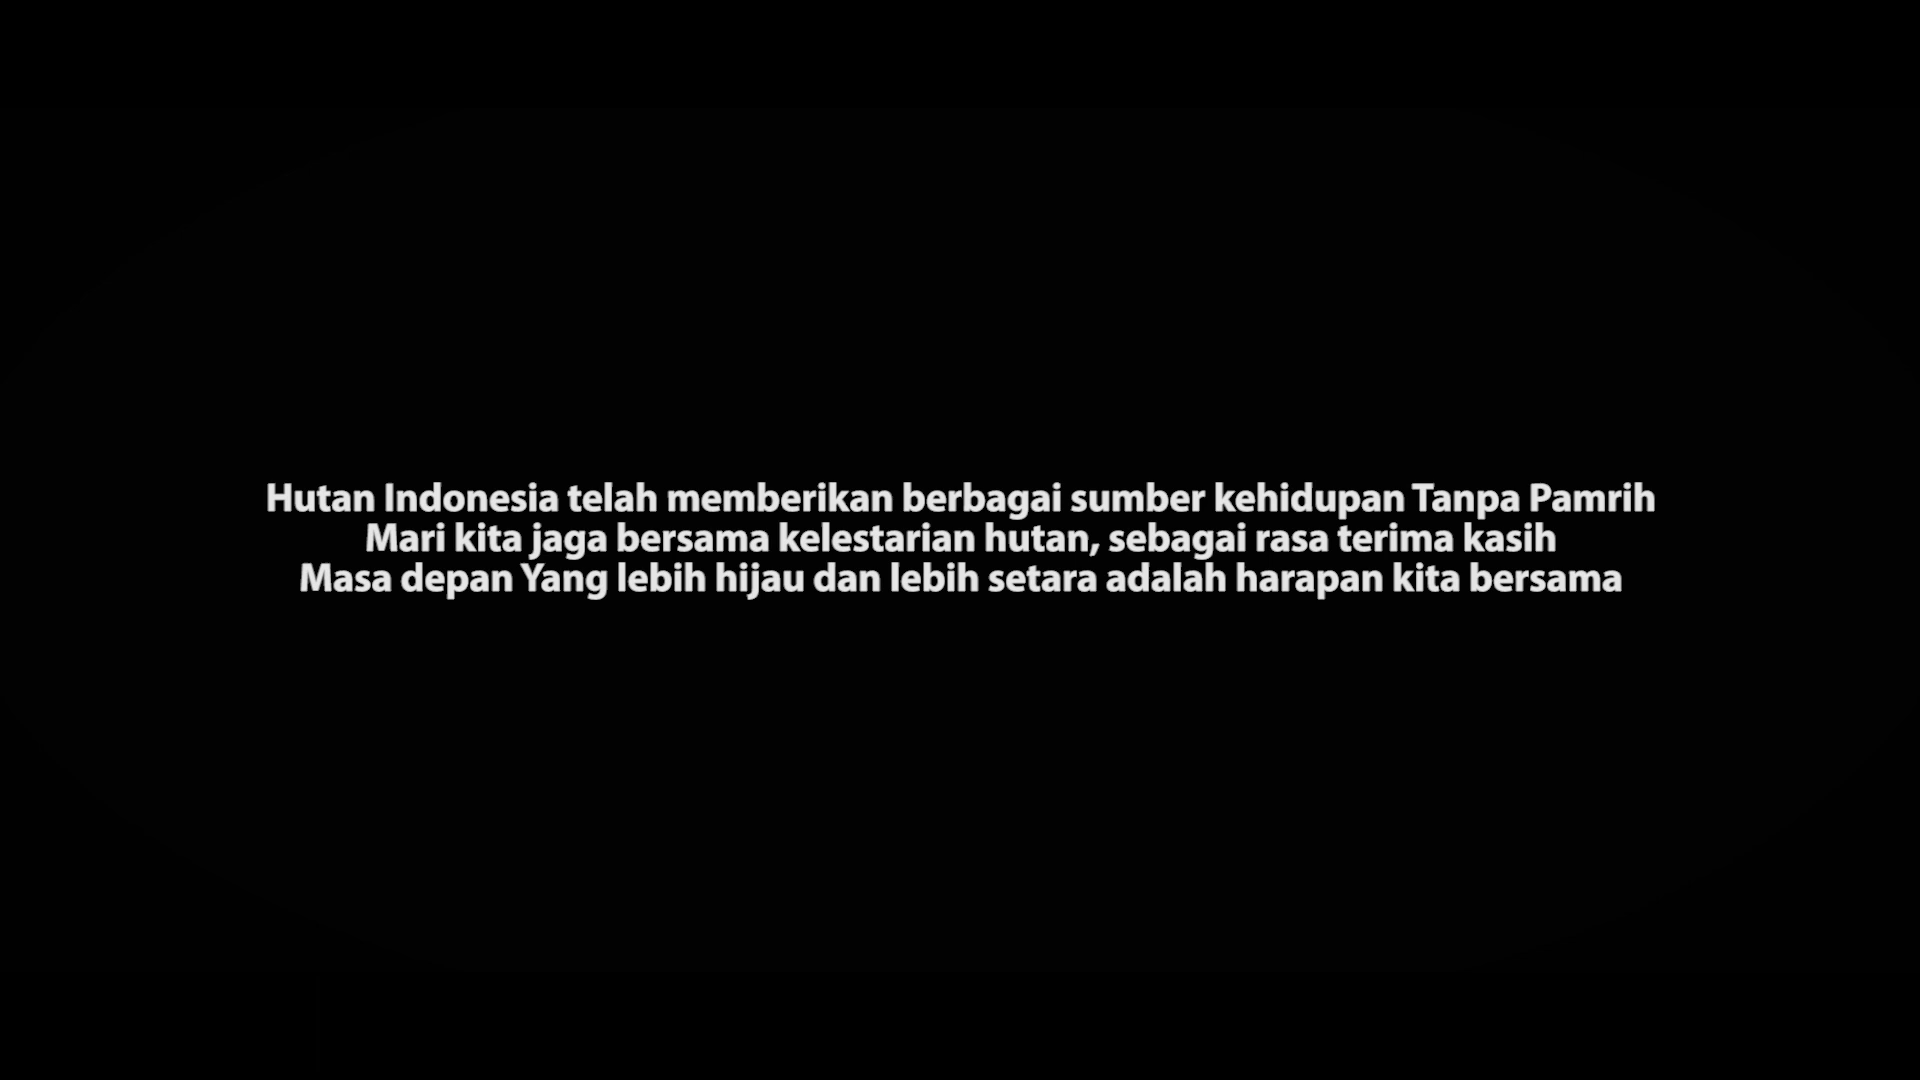 Hutan Indonesia telah memberikan berbagai sumber kehidupan Tanpa Pamrih
Mari kita jaga bersama kelestarian hutan, sebagai rasa terima kasih
Masa depan Yang lebih hijau dan lebih setara adalah harapan kita bersama